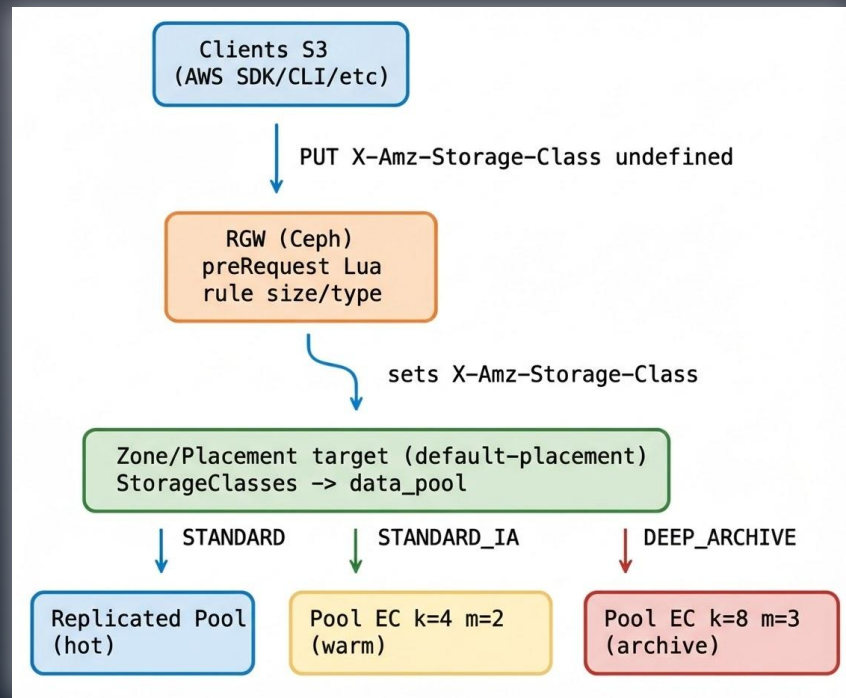 Clients S3
(AWS SDK/CLI/etc)
PUT X-Amz-Storage-Class undefined
RGW (Ceph)
preRequest Lua
rule size/type
sets X-Amz-Storage-Class
Zone/Placement target (default-placement)
StorageClasses -> data_pool
STANDARD
STANDARD_IA
DEEP_ARCHIVE
Replicated Pool
(hot)
Pool EC k=4 m=2
(warm)
Pool EC k=8 m=3
(archive)